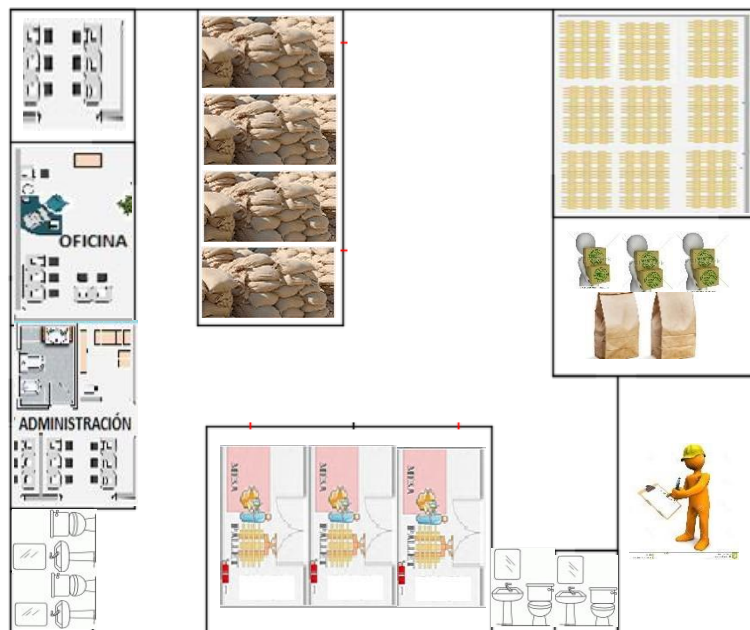 OFICINA
ADMINISTRACIÓN
MESA
MESA
MESA
PALLET
PALLET
PALLET